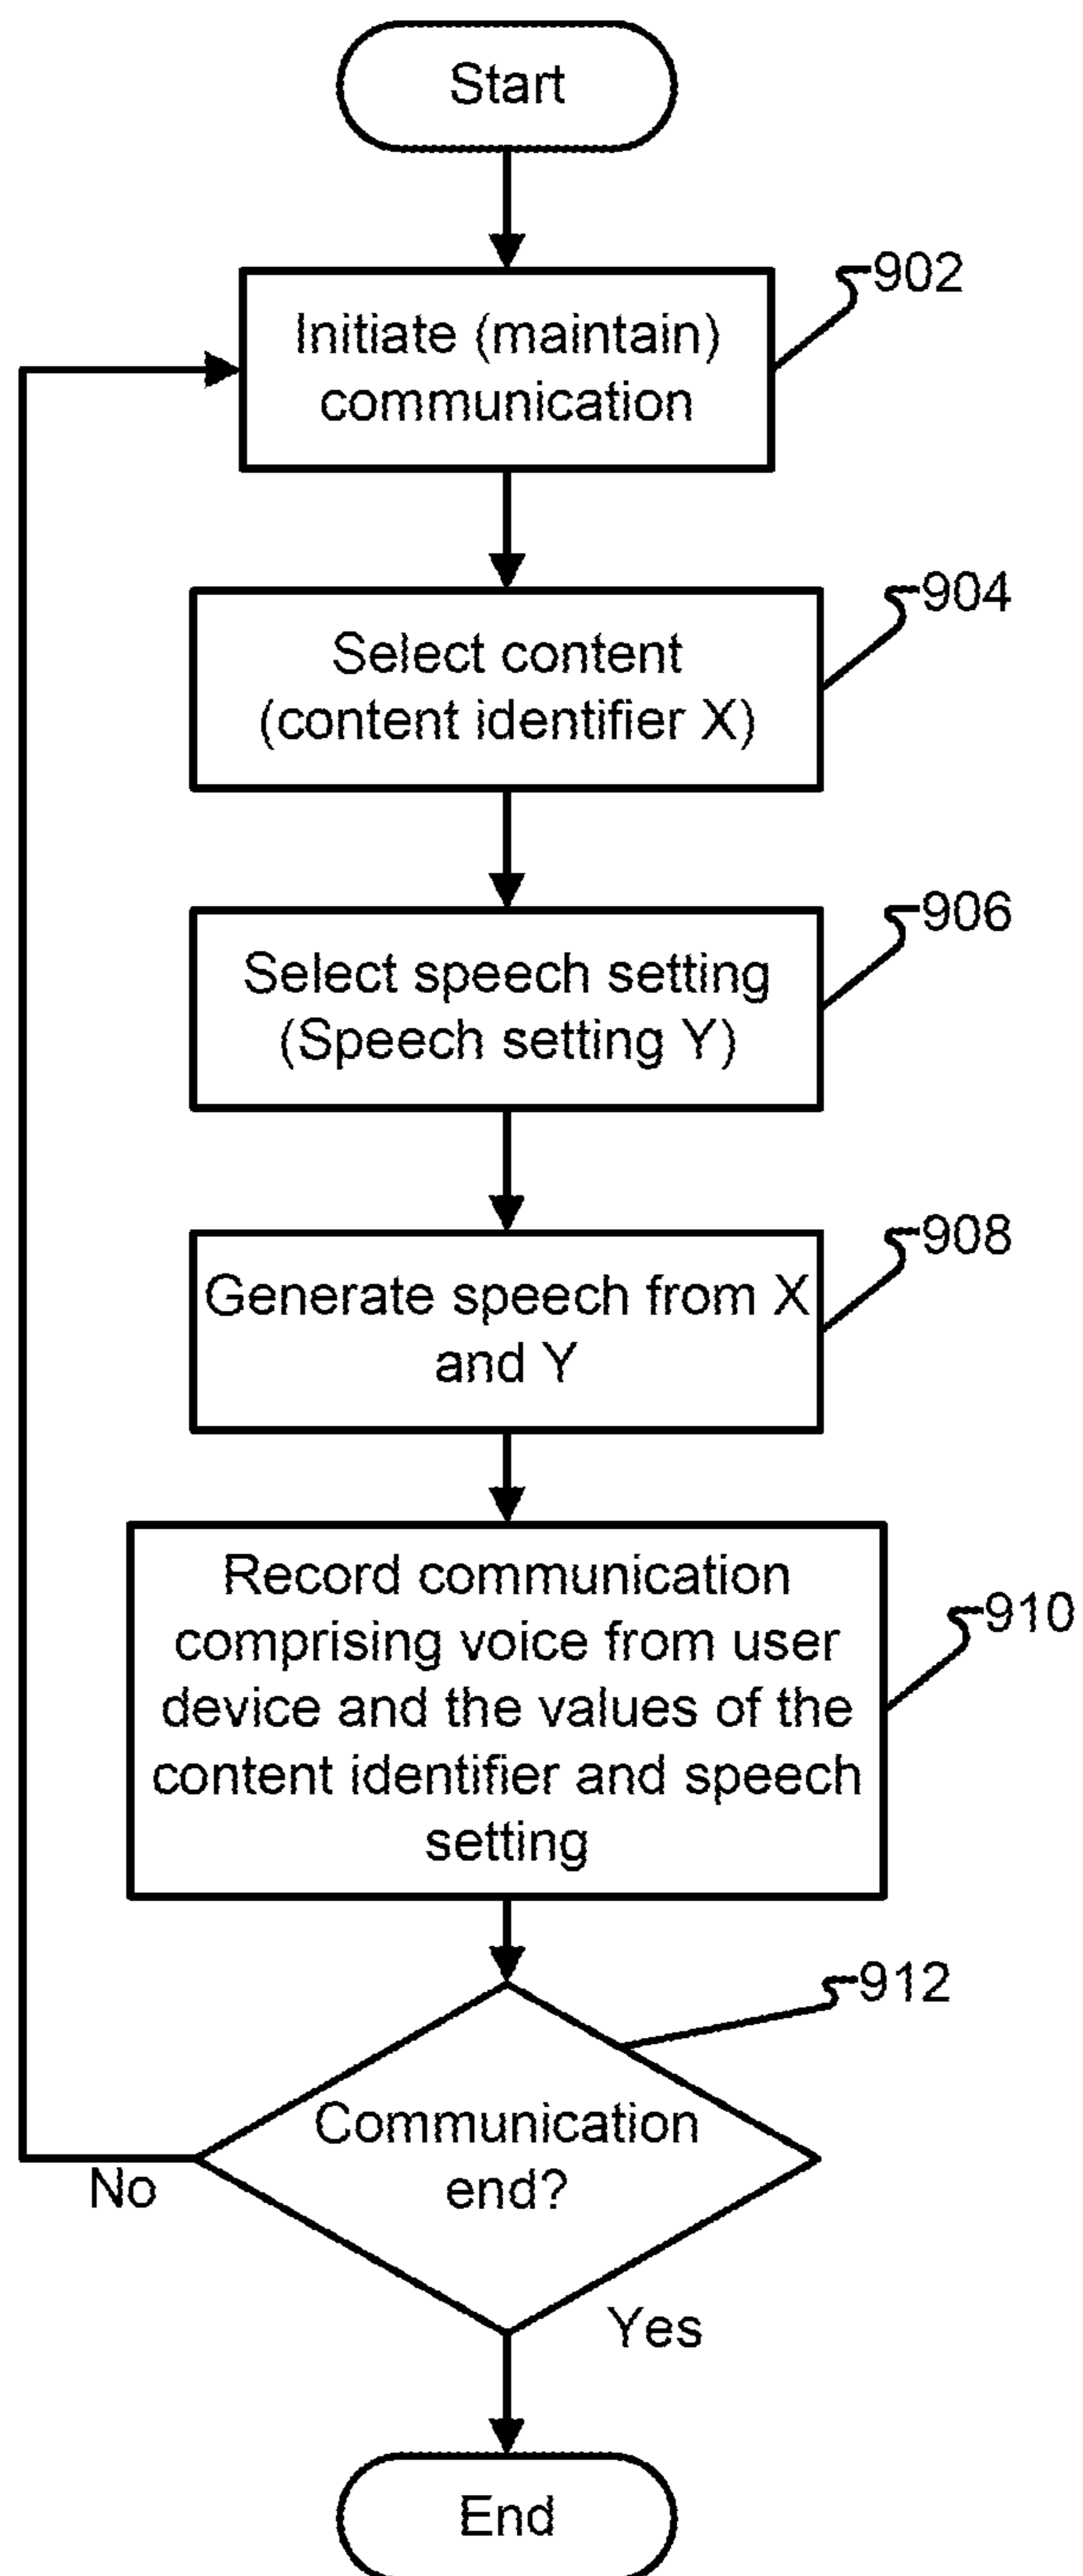 Start
902
Initiate (maintain)
communication
904
Select content
(content identifier X)
906
Select speech setting
(Speech setting Y)
908
Generate speech from X
and Y
Record communication
comprising voice from user
910
device and the values of the
content identifier and speech
setting
912
Communication
end?
No
Yes
End